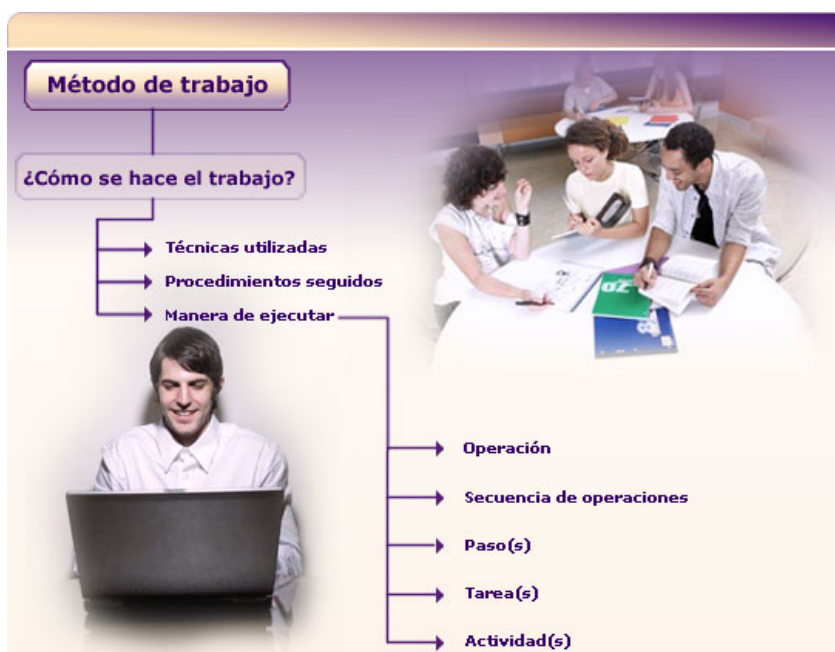 Método de trabajo
¿Cómo se hace el trabajo?
Técnicas utilizadas
Procedimientos seguidos
Manera de ejecutar
Operación
Secuencia de operaciones
Paso(s)
Tarea(s)
Actividad(s)